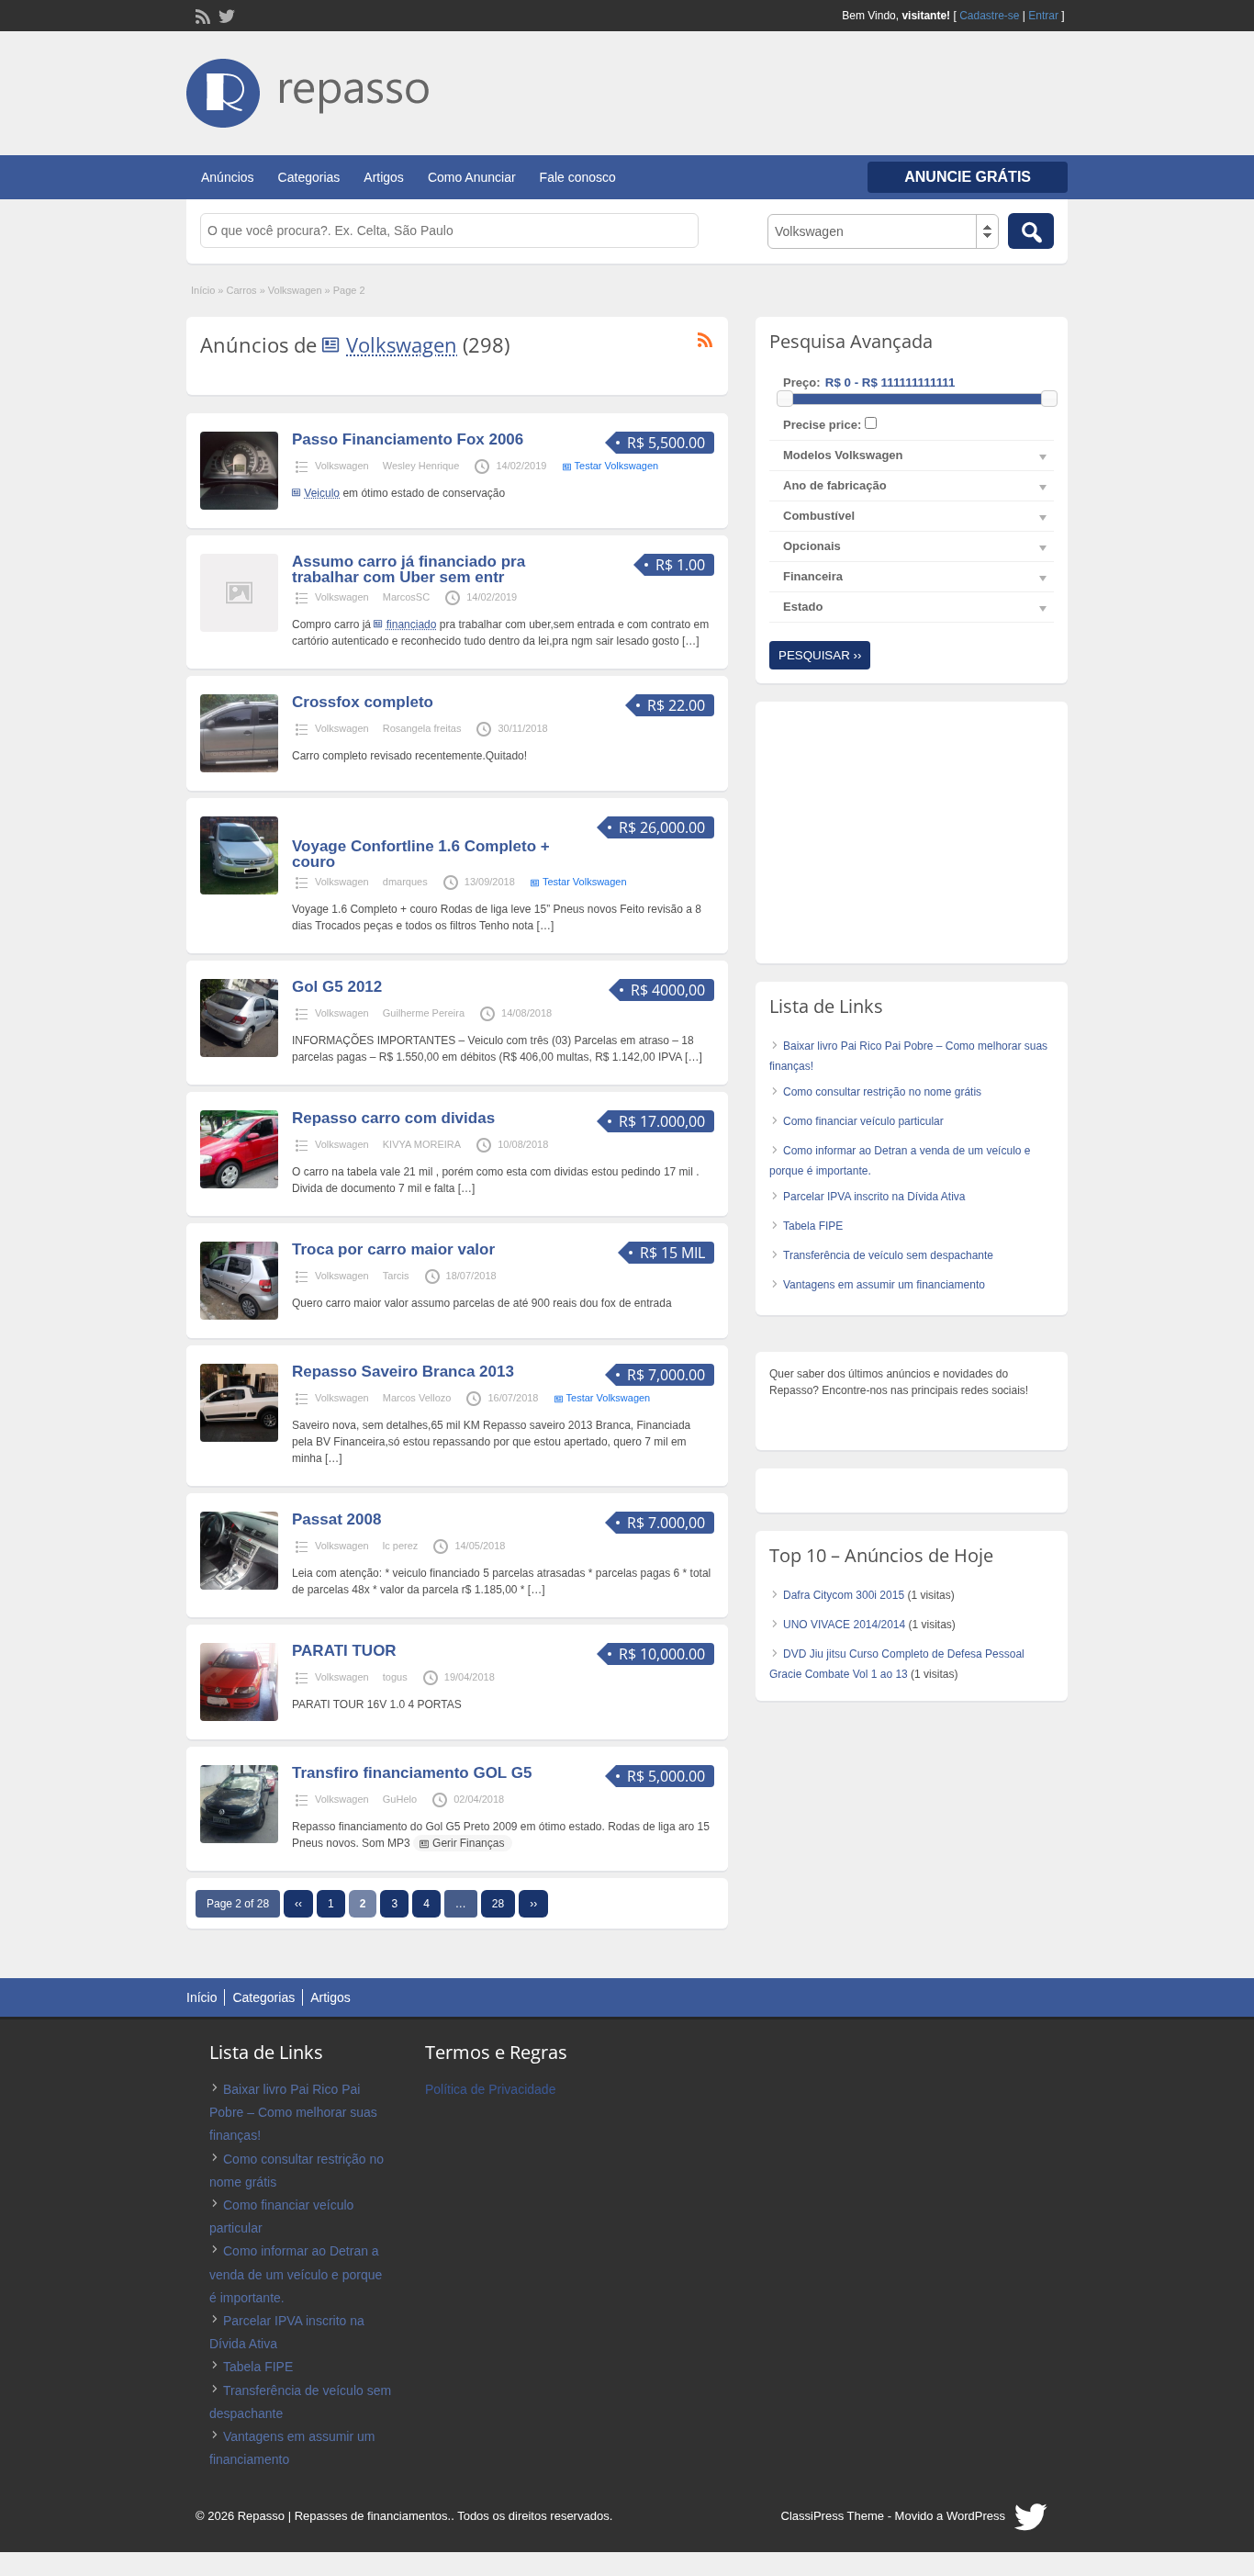 Bem Vindo, visitante! [ Cadastre-se | Entrar ]
repasso
Anúncios Categorias Artigos Como Anunciar Fale conosco
ANUNCIE GRÁTIS
O que você procura?. Ex. Celta, São Paulo
Volkswagen
Início » Carros » Volkswagen » Page 2
Anúncios de Volkswagen (298)
Passo Financiamento Fox 2006
R$ 5,500.00
Volkswagen Wesley Henrique 14/02/2019 Testar Volkswagen
Veiculo em ótimo estado de conservação
Assumo carro já financiado pra
trabalhar com Uber sem entr
R$ 1.00
Volkswagen MarcosSC 14/02/2019
Compro carro já financiado pra trabalhar com uber,sem entrada e com contrato em
cartório autenticado e reconhecido tudo dentro da lei,pra ngm sair lesado gosto […]
Crossfox completo
R$ 22.00
Volkswagen Rosangela freitas 30/11/2018
Carro completo revisado recentemente.Quitado!
R$ 26,000.00
Voyage Confortline 1.6 Completo +
couro
Volkswagen dmarques 13/09/2018 Testar Volkswagen
Voyage 1.6 Completo + couro Rodas de liga leve 15” Pneus novos Feito revisão a 8
dias Trocados peças e todos os filtros Tenho nota […]
Gol G5 2012
R$ 4000,00
Volkswagen Guilherme Pereira 14/08/2018
INFORMAÇÕES IMPORTANTES – Veiculo com três (03) Parcelas em atraso – 18
parcelas pagas – R$ 1.550,00 em débitos (R$ 406,00 multas, R$ 1.142,00 IPVA […]
Repasso carro com dividas
R$ 17.000,00
Volkswagen KIVYA MOREIRA 10/08/2018
O carro na tabela vale 21 mil , porém como esta com dividas estou pedindo 17 mil .
Divida de documento 7 mil e falta […]
Troca por carro maior valor
R$ 15 MIL
Volkswagen Tarcis 18/07/2018
Quero carro maior valor assumo parcelas de até 900 reais dou fox de entrada
Repasso Saveiro Branca 2013
R$ 7,000.00
Volkswagen Marcos Vellozo 16/07/2018 Testar Volkswagen
Saveiro nova, sem detalhes,65 mil KM Repasso saveiro 2013 Branca, Financiada
pela BV Financeira,só estou repassando por que estou apertado, quero 7 mil em
minha […]
Passat 2008
R$ 7.000,00
Volkswagen lc perez 14/05/2018
Leia com atenção: * veiculo financiado 5 parcelas atrasadas * parcelas pagas 6 * total
de parcelas 48x * valor da parcela r$ 1.185,00 * […]
PARATI TUOR
R$ 10,000.00
Volkswagen togus 19/04/2018
PARATI TOUR 16V 1.0 4 PORTAS
Transfiro financiamento GOL G5
R$ 5,000.00
Volkswagen GuHelo 02/04/2018
Repasso financiamento do Gol G5 Preto 2009 em ótimo estado. Rodas de liga aro 15
Pneus novos. Som MP3 Gerir Finanças
Page 2 of 28 ‹‹ 1 2 3 4 … 28 ››
Pesquisa Avançada
Preço: R$ 0 - R$ 111111111111
Precise price:
Modelos Volkswagen
Ano de fabricação
Combustível
Opcionais
Financeira
Estado
PESQUISAR ››
Lista de Links
Baixar livro Pai Rico Pai Pobre – Como melhorar suas
finanças!
Como consultar restrição no nome grátis
Como financiar veículo particular
Como informar ao Detran a venda de um veículo e
porque é importante.
Parcelar IPVA inscrito na Dívida Ativa
Tabela FIPE
Transferência de veículo sem despachante
Vantagens em assumir um financiamento
Quer saber dos últimos anúncios e novidades do
Repasso? Encontre-nos nas principais redes sociais!
Top 10 – Anúncios de Hoje
Dafra Citycom 300i 2015 (1 visitas)
UNO VIVACE 2014/2014 (1 visitas)
DVD Jiu jitsu Curso Completo de Defesa Pessoal
Gracie Combate Vol 1 ao 13 (1 visitas)
Início Categorias Artigos
Lista de Links
Baixar livro Pai Rico Pai
Pobre – Como melhorar suas
finanças!
Como consultar restrição no
nome grátis
Como financiar veículo
particular
Como informar ao Detran a
venda de um veículo e porque
é importante.
Parcelar IPVA inscrito na
Dívida Ativa
Tabela FIPE
Transferência de veículo sem
despachante
Vantagens em assumir um
financiamento
Termos e Regras
Política de Privacidade
© 2026 Repasso | Repasses de financiamentos.. Todos os direitos reservados.
ClassiPress Theme - Movido a WordPress